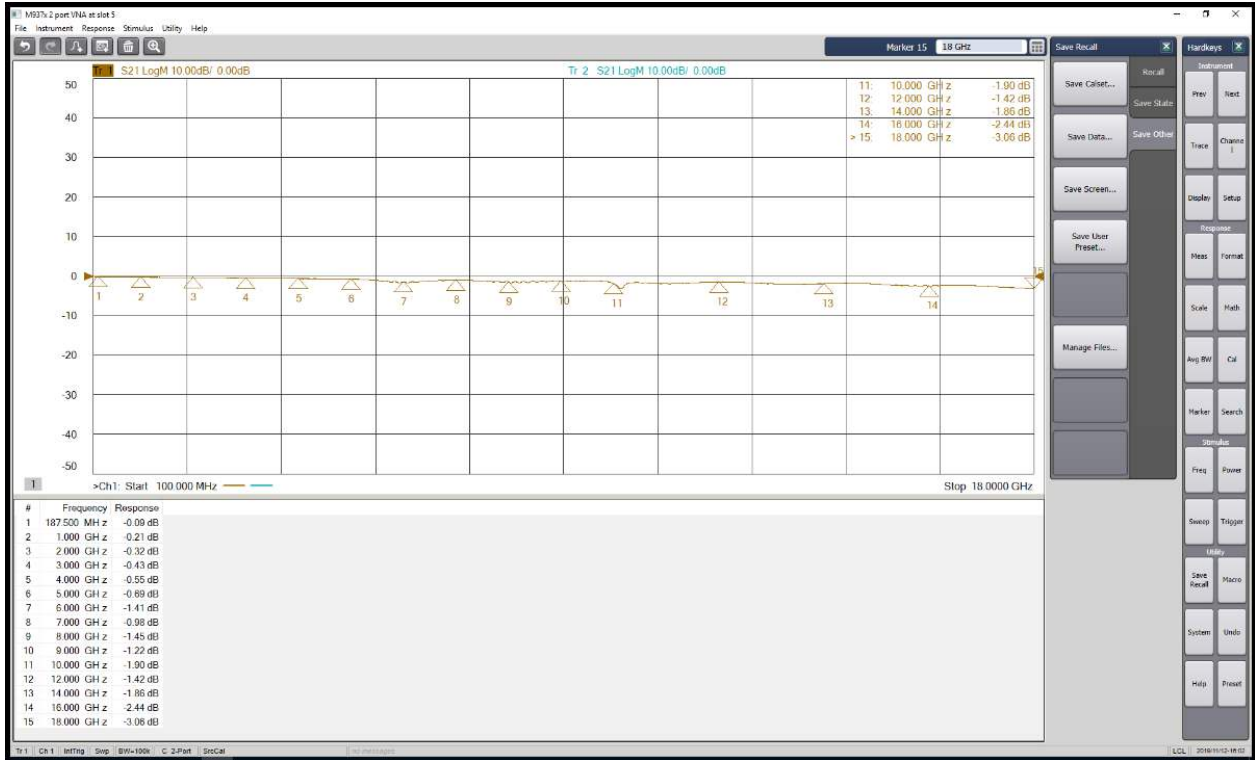 M937x 2 port VNA at slot 5
File Instrument Response Stimulus Utility Help
Marker 15 18 GHz
Save Recall
Hardkeys
Tr 1 S21 LogM 10.00dB/ 0.00dB
Tr 2 S21 LogM 10.00dB/ 0.00dB
11: 10.000 GHz -1.90 dB
12: 12.000 GHz -1.42 dB
13: 14.000 GHz -1.86 dB
14: 16.000 GHz -2.44 dB
> 15: 18.000 GHz -3.06 dB
50
40
30
20
10
0
-10
-20
-30
-40
-50
1 2 3 4 5 6 7 8 9 10 11 12 13 14 15
1
>Ch1: Start 100.000 MHz
Stop 18.0000 GHz
# Frequency Response
1 187.500 MHz -0.09 dB
2 1.000 GHz -0.21 dB
3 2.000 GHz -0.32 dB
4 3.000 GHz -0.43 dB
5 4.000 GHz -0.55 dB
6 5.000 GHz -0.69 dB
7 6.000 GHz -1.41 dB
8 7.000 GHz -0.98 dB
9 8.000 GHz -1.45 dB
10 9.000 GHz -1.22 dB
11 10.000 GHz -1.90 dB
12 12.000 GHz -1.42 dB
13 14.000 GHz -1.86 dB
14 16.000 GHz -2.44 dB
15 18.000 GHz -3.06 dB
Save Calset...
Save Data...
Save Screen...
Save User
Preset...
Manage Files...
Recall
Save State
Save Other
Instrument
Prev Next
Trace Channe
l
Display Setup
Response
Meas Format
Scale Math
Avg BW Cal
Marker Search
Stimulus
Freq Power
Sweep Trigger
Utility
Save
Recall
Macro
System Undo
Help Preset
Tr 1 Ch 1 IntTrig Swp BW=100k C 2-Port SrcCal no messages LCL 2019/11/12-16:02